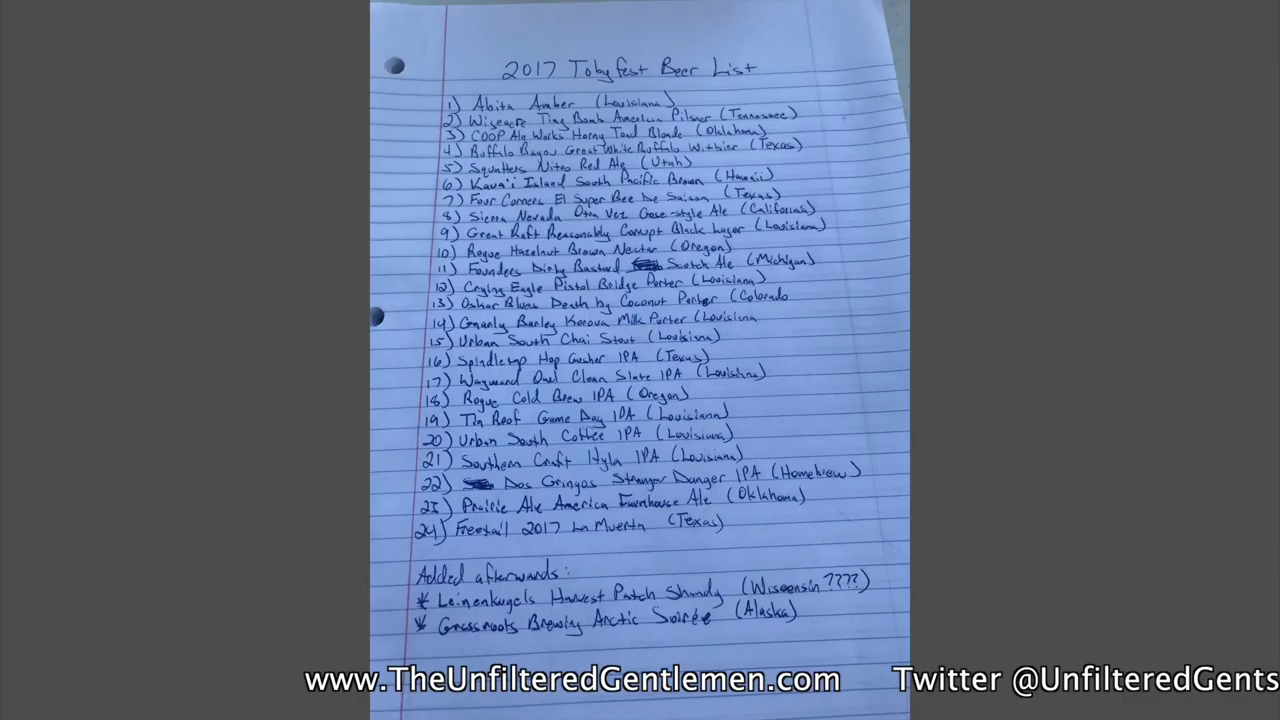 2017 Tobyfest Beer List
1) Abita Amber (Louisiana)
2) Wiseacre Tiny Bomb American Pilsner (Tennessee)
3) COOP Ale Works Horny Toad Blonde (Oklahoma)
4) Buffalo Bayou Great White Buffalo Witbier (Texas)
5) Squatters Nitro Red Ale (Utah)
6) Kaua'i Island South Pacific Brown (Hawaii)
7) Four Corners El Super Bee De Saison (Texas)
8) Sierra Nevada Otra Vez Gose-style Ale (California)
9) Great Raft Reasonably Corrupt Black Lager (Louisiana)
10) Rogue Hazelnut Brown Nectar (Oregon)
11) Founders Dirty Bastard Scotch Ale (Michigan)
12) Crying Eagle Pistol Bridge Porter (Louisiana)
13) Oskar Blues Death by Coconut Porter (Colorado
14) Gnarly Barley Korova Milk Porter (Louisiana
15) Urban South Chai Stout (Louisiana)
16) Spindletap Hop Gusher IPA (Texas)
17) Wayward Owl Clean Slate IPA (Louisiana)
18) Rogue Cold Brew IPA (Oregon)
19) Tin Roof Game Day IPA (Louisiana)
20) Urban South Coffee IPA (Louisiana)
21) Southern Craft Hyla IPA (Louisiana)
22) Dos Gringos Stranger Danger IPA (Homebrew)
23) Prairie Ale America Farmhouse Ale (Oklahoma)
24) Freetail 2017 La Muerta (Texas)
Added afterwards:
* Leinenkugels Harvest Patch Shandy (Wisconsin ????)
* Grassroots Brewing Arctic Soirée (Alaska)
www.TheUnfilteredGentlemen.com Twitter @UnfilteredGents